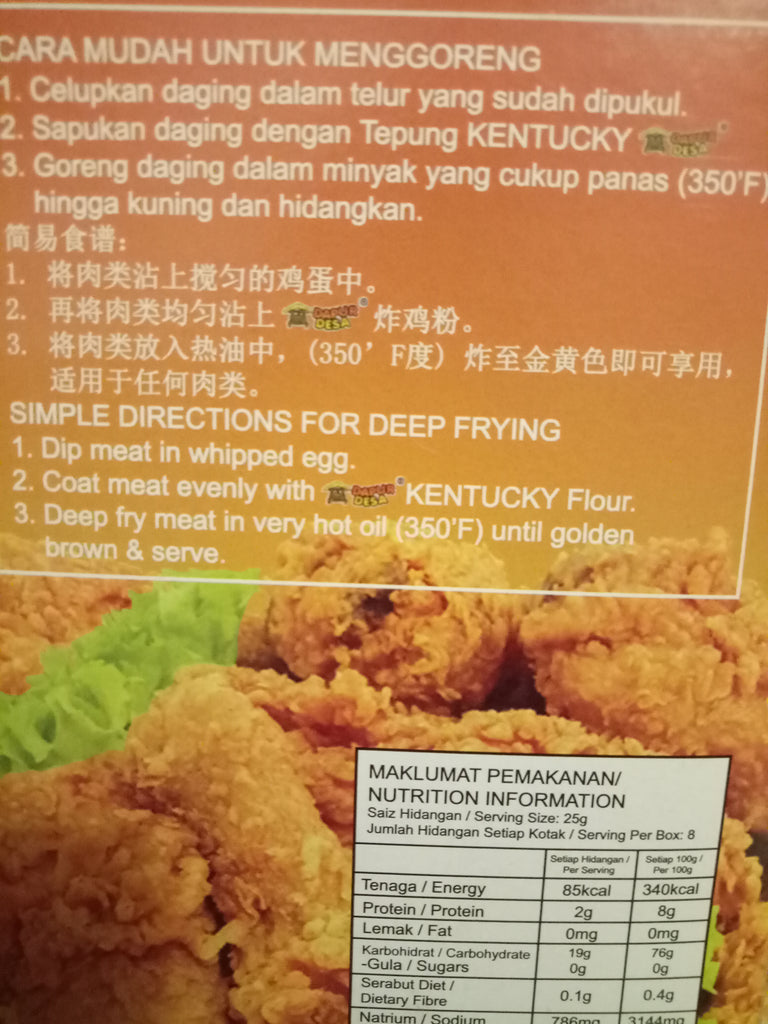 CARA MUDAH UNTUK MENGGORENG
1. Celupkan daging dalam telur yang sudah dipukul.
2. Sapukan daging dengan Tepung KENTUCKY DAPUR DESA®
3. Goreng daging dalam minyak yang cukup panas (350'F)
hingga kuning dan hidangkan.
简易食谱：
1. 将肉类沾上搅匀的鸡蛋中。
2. 再将肉类均匀沾上 DAPUR DESA® 炸鸡粉。
3. 将肉类放入热油中，(350’F度) 炸至金黄色即可享用，
适用于任何肉类。
SIMPLE DIRECTIONS FOR DEEP FRYING
1. Dip meat in whipped egg.
2. Coat meat evenly with DAPUR DESA® KENTUCKY Flour.
3. Deep fry meat in very hot oil (350'F) until golden
brown & serve.
MAKLUMAT PEMAKANAN/
NUTRITION INFORMATION
Saiz Hidangan / Serving Size: 25g
Jumlah Hidangan Setiap Kotak / Serving Per Box: 8
Setiap Hidangan / Per Serving Setiap 100g / Per 100g
Tenaga / Energy 85kcal 340kcal
Protein / Protein 2g 8g
Lemak / Fat 0mg 0mg
Karbohidrat / Carbohydrate 19g 76g
-Gula / Sugars 0g 0g
Serabut Diet /
Dietary Fibre 0.1g 0.4g
Natrium / Sodium 786mg 3144mg